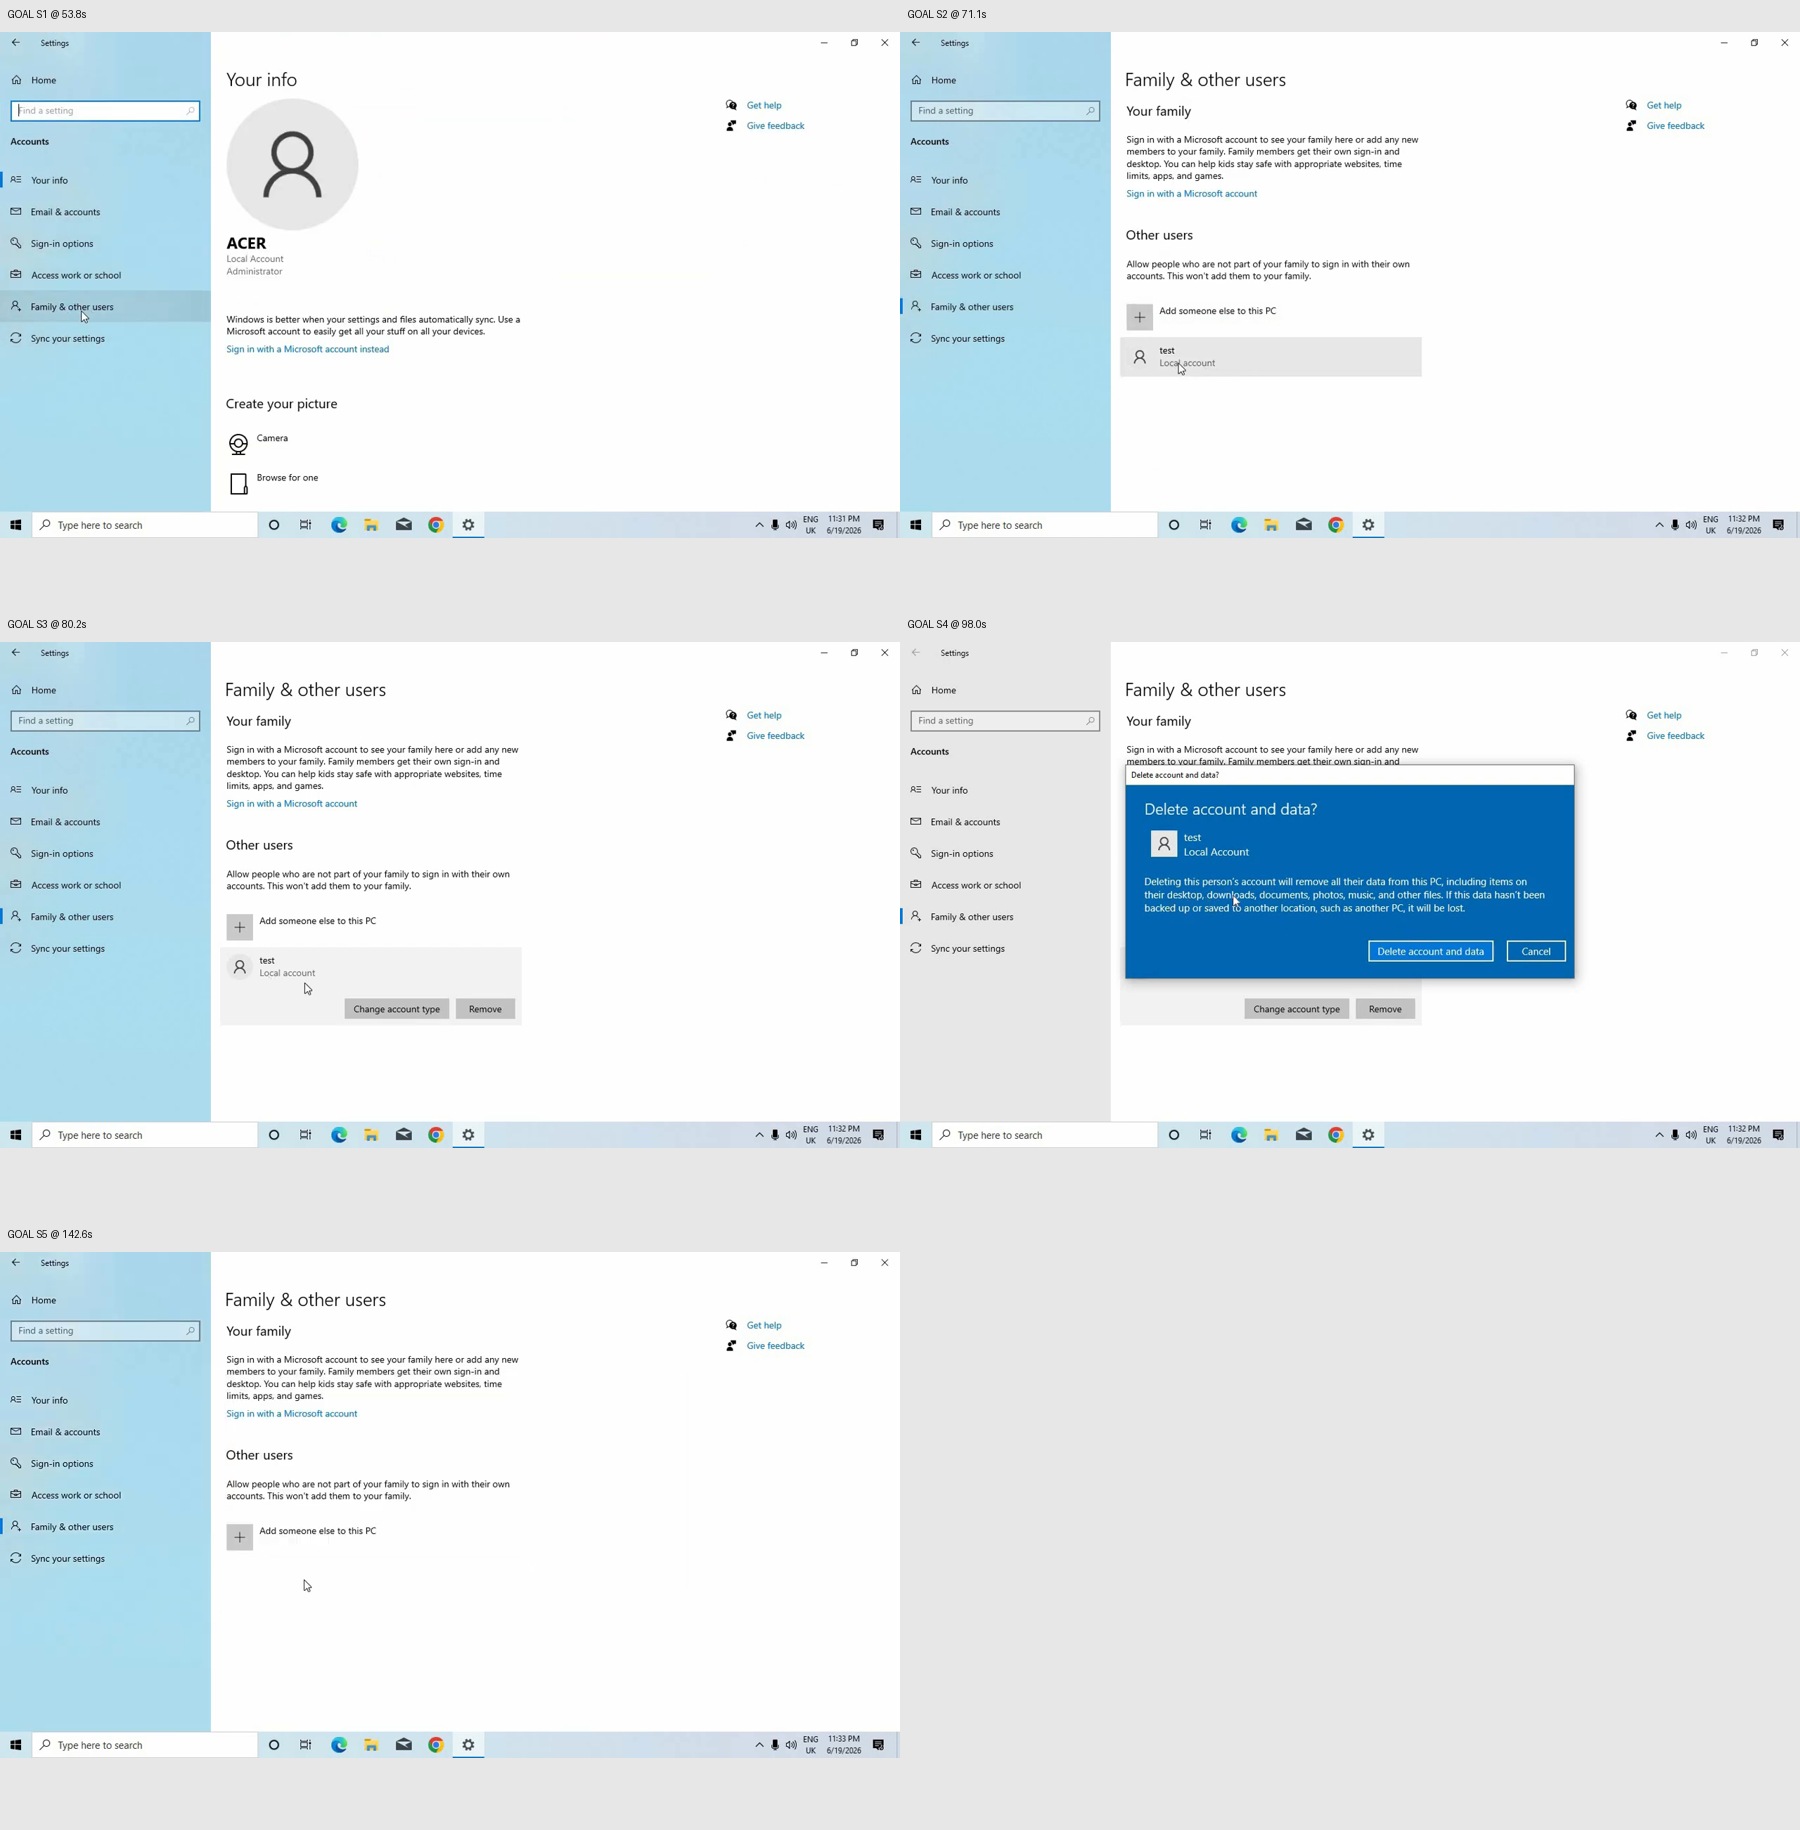 GOAL S1 @ 53.8s
Settings
Home
Find a setting
Accounts
Your info
Email & accounts
Sign-in options
Access work or school
Family & other users
Sync your settings
Your info
ACER
Local Account
Administrator
Windows is better when your settings and files automatically sync. Use a
Microsoft account to easily get all your stuff on all your devices.
Sign in with a Microsoft account instead
Create your picture
Camera
Browse for one
Get help
Give feedback
Type here to search
ENG
UK
11:31 PM
6/19/2026
GOAL S2 @ 71.1s
Settings
Home
Find a setting
Accounts
Your info
Email & accounts
Sign-in options
Access work or school
Family & other users
Sync your settings
Family & other users
Your family
Sign in with a Microsoft account to see your family here or add any new
members to your family. Family members get their own sign-in and
desktop. You can help kids stay safe with appropriate websites, time
limits, apps, and games.
Sign in with a Microsoft account
Other users
Allow people who are not part of your family to sign in with their own
accounts. This won't add them to your family.
Add someone else to this PC
test
Local account
Get help
Give feedback
Type here to search
ENG
UK
11:32 PM
6/19/2026
GOAL S3 @ 80.2s
Settings
Home
Find a setting
Accounts
Your info
Email & accounts
Sign-in options
Access work or school
Family & other users
Sync your settings
Family & other users
Your family
Sign in with a Microsoft account to see your family here or add any new
members to your family. Family members get their own sign-in and
desktop. You can help kids stay safe with appropriate websites, time
limits, apps, and games.
Sign in with a Microsoft account
Other users
Allow people who are not part of your family to sign in with their own
accounts. This won't add them to your family.
Add someone else to this PC
test
Local account
Change account type
Remove
Get help
Give feedback
Type here to search
ENG
UK
11:32 PM
6/19/2026
GOAL S4 @ 98.0s
Settings
Home
Find a setting
Accounts
Your info
Email & accounts
Sign-in options
Access work or school
Family & other users
Sync your settings
Family & other users
Your family
Sign in with a Microsoft account to see your family here or add any new
members to your family. Family members get their own sign-in and
Delete account and data?
Delete account and data?
test
Local Account
Deleting this person's account will remove all their data from this PC, including items on
their desktop, downloads, documents, photos, music, and other files. If this data hasn't been
backed up or saved to another location, such as another PC, it will be lost.
Delete account and data
Cancel
Change account type
Remove
Get help
Give feedback
Type here to search
ENG
UK
11:32 PM
6/19/2026
GOAL S5 @ 142.6s
Settings
Home
Find a setting
Accounts
Your info
Email & accounts
Sign-in options
Access work or school
Family & other users
Sync your settings
Family & other users
Your family
Sign in with a Microsoft account to see your family here or add any new
members to your family. Family members get their own sign-in and
desktop. You can help kids stay safe with appropriate websites, time
limits, apps, and games.
Sign in with a Microsoft account
Other users
Allow people who are not part of your family to sign in with their own
accounts. This won't add them to your family.
Add someone else to this PC
Get help
Give feedback
Type here to search
ENG
UK
11:33 PM
6/19/2026